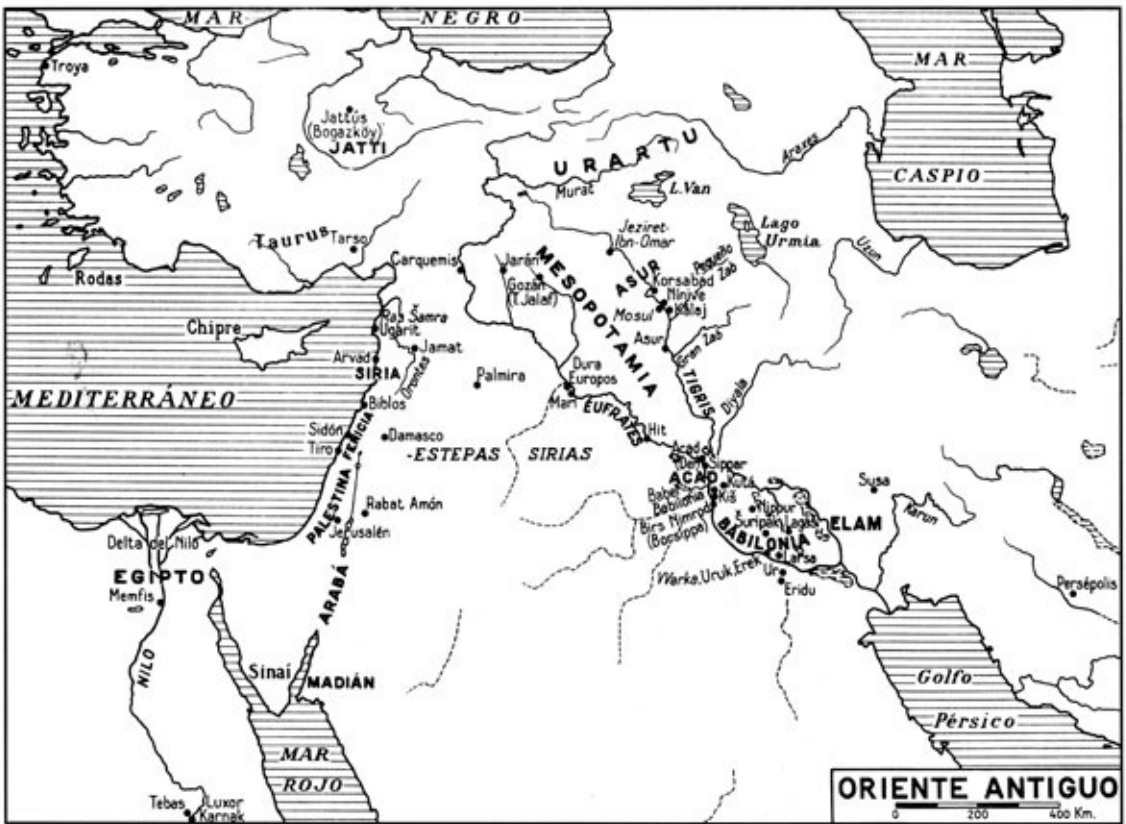 MAR
NEGRO
Troya
Jattús
(Bogazköy)
JATTI
MAR
CASPIO
Araxes
URARTU
Murat
L.Van
Lago
Urmia
Uzun
Jeziret-
Ibn-Omar
Taurus
Tarso
Rodas
Carquemis
Jarán
Gozán
(T.Jalaf)
MESOPOTAMIA
ASUR
Korsabad
Pequeño
Zab
Nínive
Mosul
Kalaj
Asur
Gran Zab
TIGRIS
Diyala
Chipre
Ras Šamra
Ugarit
Arvad
Jamat
SIRIA
Orontes
Palmira
Dura
Europos
Mari
EUFRATES
MEDITERRÁNEO
Biblos
Sidón
FENICIA
Tiro
Damasco
-ESTEPAS SIRIAS
Hit
Acad
Sippar
ACAD
Kutá
Babel
Babilonia
Kiš
Birs Nimrod
(Borsippa)
Nippur
Šuripak
Lagaš
BABILONIA
Larsa
Warka, Uruk, Erek
Ur
Eridu
Susa
ELAM
Karun
Persépolis
PALESTINA
Rabat Amón
Jerusalén
Delta del Nilo
EGIPTO
Memfis
ARABÁ
NILO
Sinaí
MADIÁN
MAR
ROJO
Golfo
Pérsico
Tebas
Luxor
Karnak
ORIENTE ANTIGUO
0 200 400 Km.